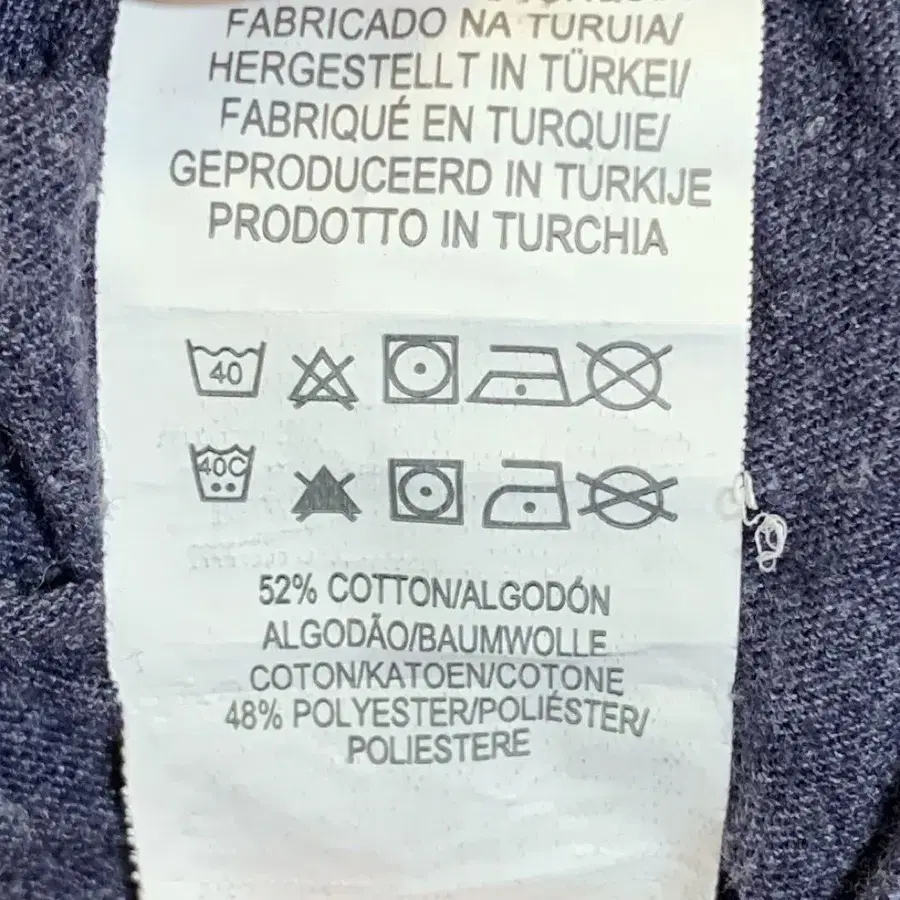 FABRICADO NA TURUIA/
HERGESTELLT IN TÜRKEI/
FABRIQUÉ EN TURQUIE/
GEPRODUCEERD IN TURKIJE
PRODOTTO IN TURCHIA
40
40C
52% COTTON/ALGODÓN
ALGODÃO/BAUMWOLLE
COTON/KATOEN/COTONE
48% POLYESTER/POLIÉSTER/
POLIESTERE